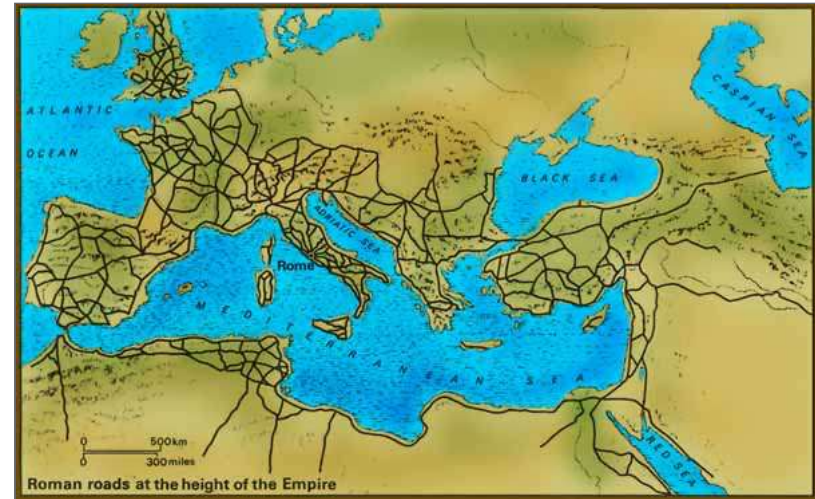 ATLANTIC
OCEAN
CASPIAN SEA
BLACK SEA
ADRIATIC SEA
Rome
MEDITERRANEAN SEA
RED SEA
0 500km
0 300miles
Roman roads at the height of the Empire